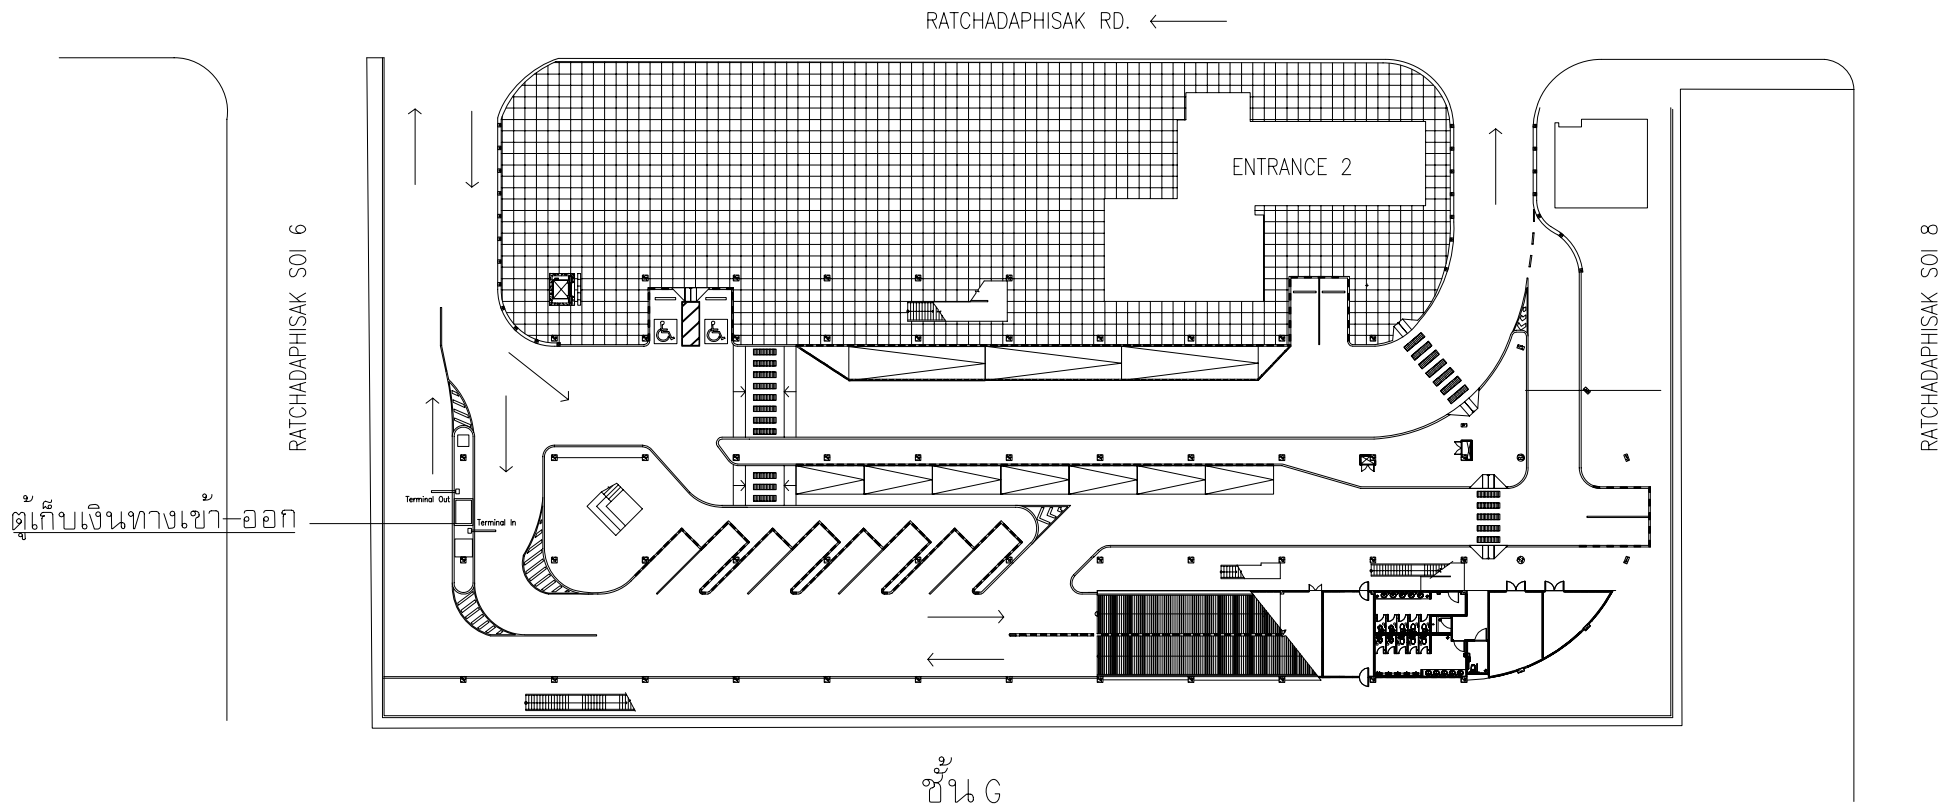 RATCHADAPHISAK RD.
ENTRANCE 2
RATCHADAPHISAK SOI 6
RATCHADAPHISAK SOI 8
Terminal Out
ตู้เก็บเงินทางเข้า-ออก
Terminal In
ชั้น G